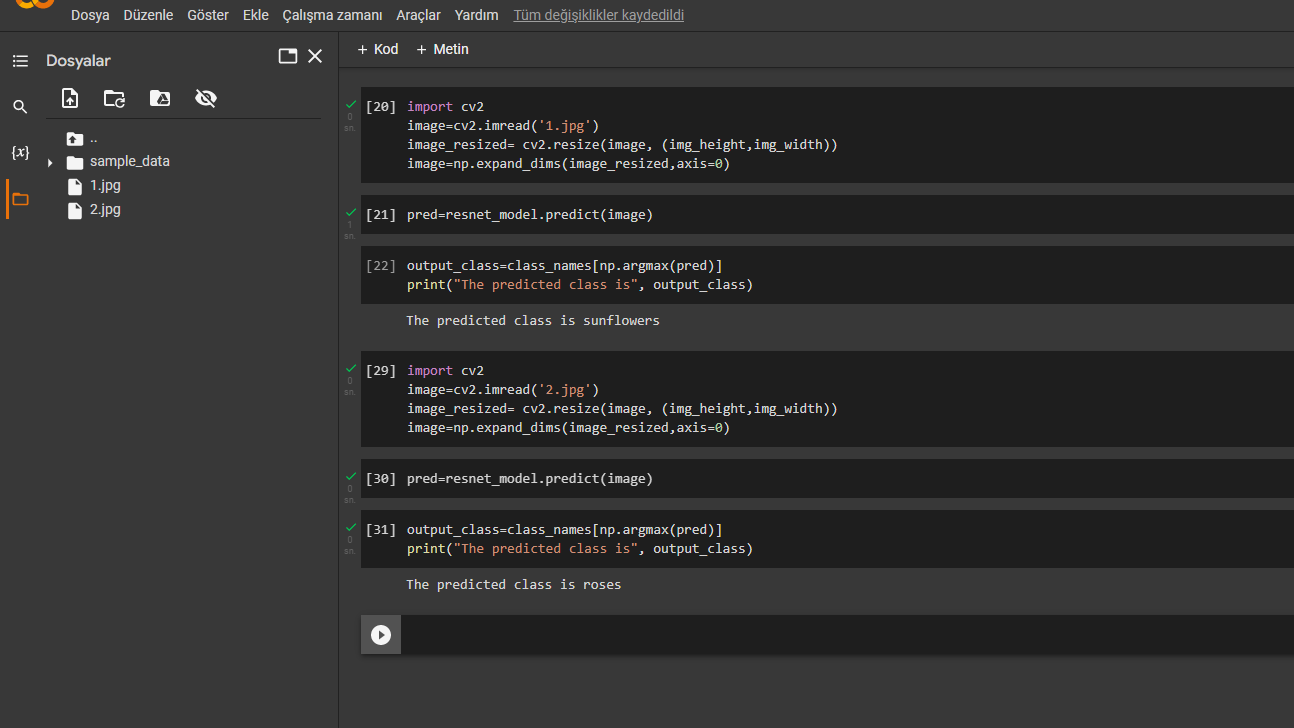 Dosya Düzenle Göster Ekle Çalışma zamanı Araçlar Yardım Tüm değişiklikler kaydedildi
Dosyalar
{x}
..
sample_data
1.jpg
2.jpg
+ Kod + Metin
0
sn.
[20] import cv2
image=cv2.imread('1.jpg')
image_resized= cv2.resize(image, (img_height,img_width))
image=np.expand_dims(image_resized,axis=0)
1
sn.
[21] pred=resnet_model.predict(image)
[22] output_class=class_names[np.argmax(pred)]
print("The predicted class is", output_class)
The predicted class is sunflowers
0
sn.
[29] import cv2
image=cv2.imread('2.jpg')
image_resized= cv2.resize(image, (img_height,img_width))
image=np.expand_dims(image_resized,axis=0)
0
sn.
[30] pred=resnet_model.predict(image)
0
sn.
[31] output_class=class_names[np.argmax(pred)]
print("The predicted class is", output_class)
The predicted class is roses